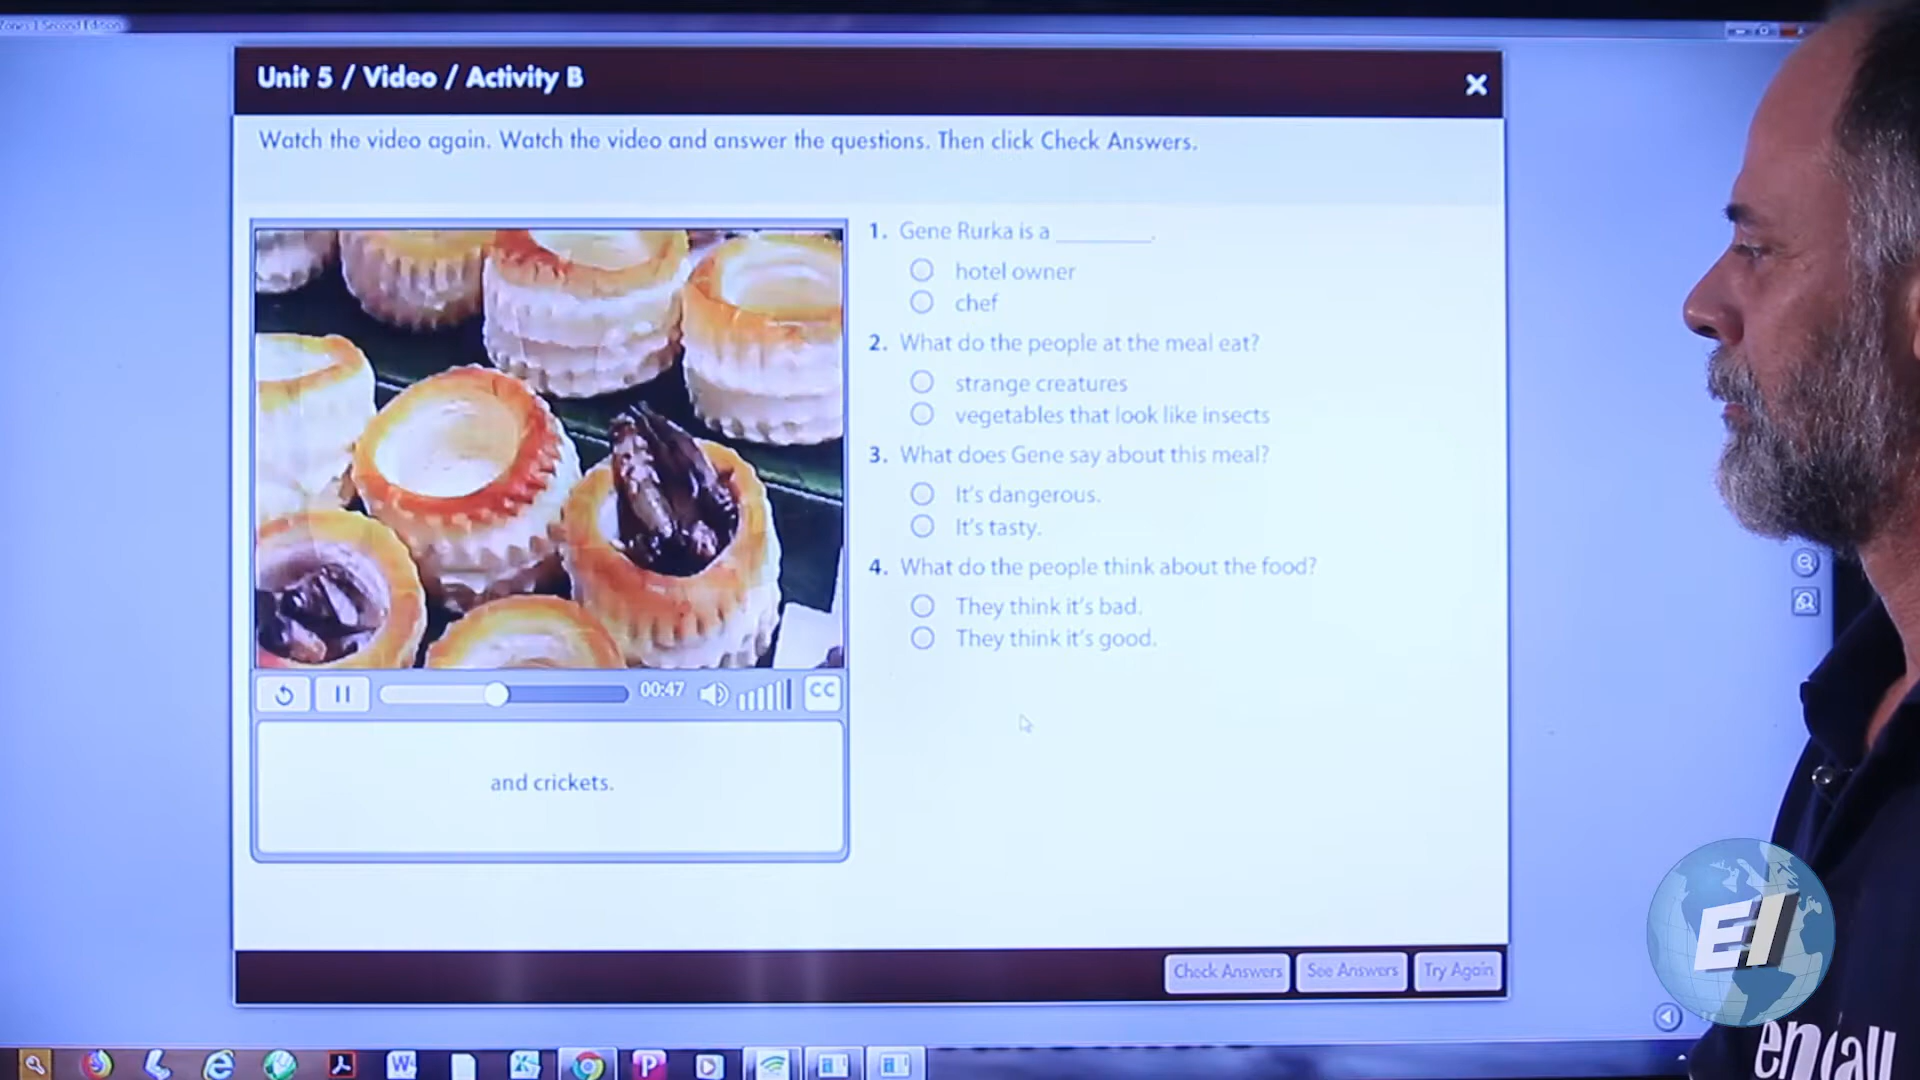 Zones 1 Second Edition
Unit 5 / Video / Activity B
Watch the video again. Watch the video and answer the questions. Then click Check Answers.
1. Gene Rurka is a ________.
hotel owner
chef
2. What do the people at the meal eat?
strange creatures
vegetables that look like insects
3. What does Gene say about this meal?
It's dangerous.
It's tasty.
4. What do the people think about the food?
They think it's bad.
They think it's good.
00:47
CC
and crickets.
Check Answers
See Answers
Try Again
EI